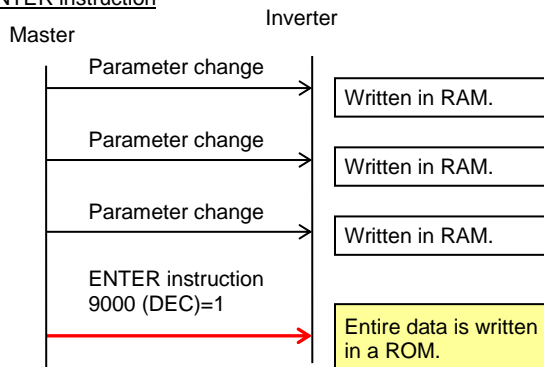 NTER instruction
Inverter
Master
Parameter change
Written in RAM.
Parameter change
Written in RAM.
Parameter change
Written in RAM.
ENTER instruction
9000 (DEC)=1
Entire data is written
in a ROM.